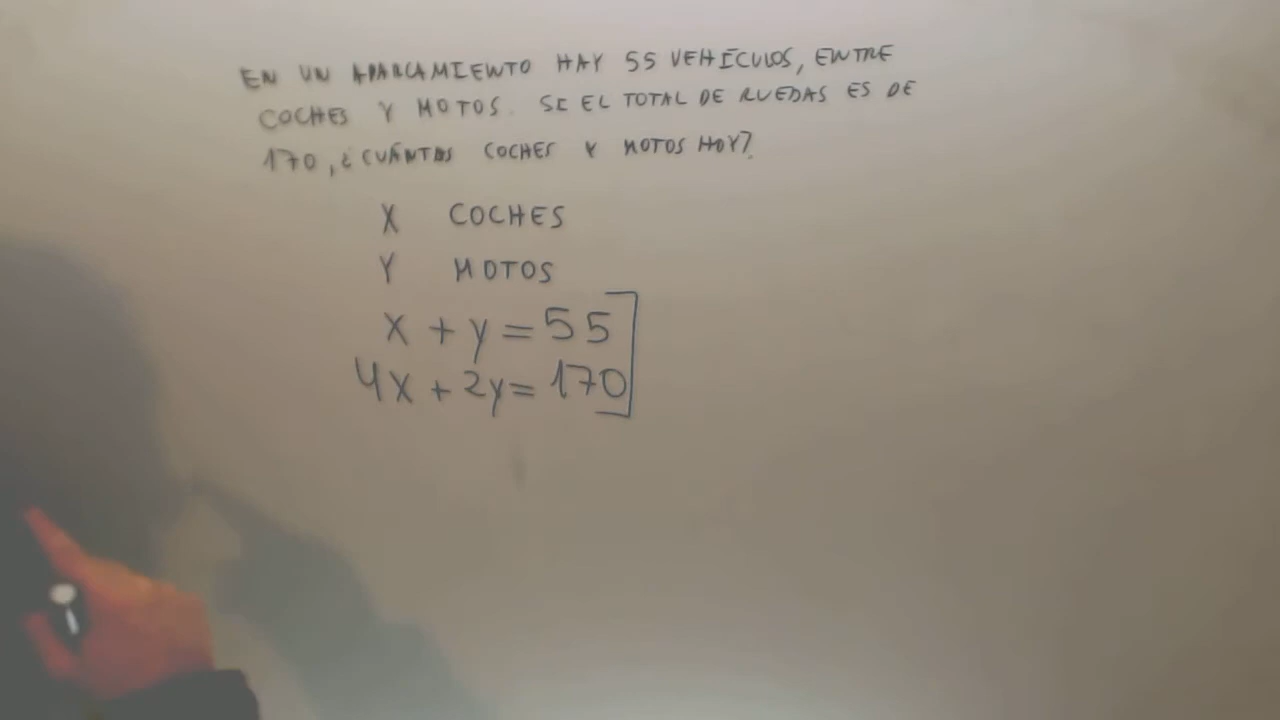 EN UN APARCAMIENTO HAY 55 VEHÍCULOS, ENTRE
COCHES Y MOTOS. SI EL TOTAL DE RUEDAS ES DE
170, ¿CUÁNTOS COCHES Y MOTOS HAY?
X COCHES
Y MOTOS
x + y = 55
4x + 2y = 170